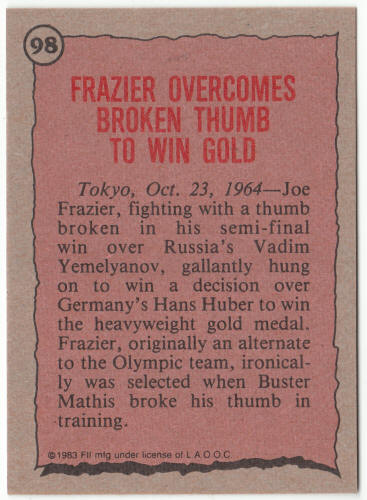 98
FRAZIER OVERCOMES
BROKEN THUMB
TO WIN GOLD
Tokyo, Oct. 23, 1964—Joe
Frazier, fighting with a thumb
broken in his semi-final
win over Russia's Vadim
Yemelyanov, gallantly hung
on to win a decision over
Germany's Hans Huber to win
the heavyweight gold medal.
Frazier, originally an alternate
to the Olympic team, ironical-
ly was selected when Buster
Mathis broke his thumb in
training.
©1983 FII mfg under license of L A O O C